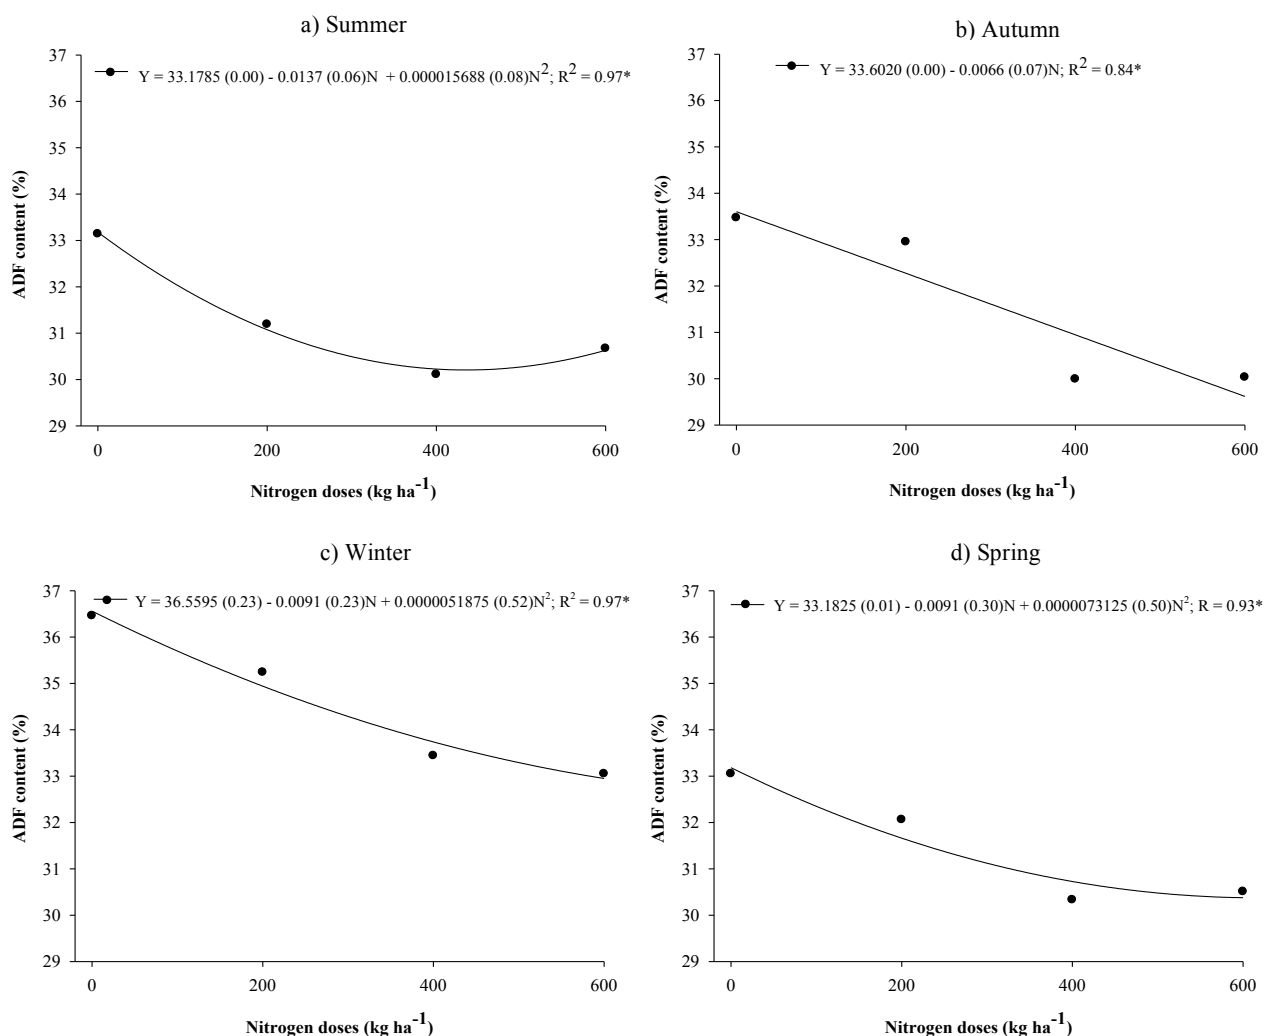 a) Summer
Y = 33.1785 (0.00) - 0.0137 (0.06)N + 0.000015688 (0.08)N²; R² = 0.97*
37
36
35
34
33
32
31
30
29
ADF content (%)
0 200 400 600
Nitrogen doses (kg ha⁻¹)
b) Autumn
Y = 33.6020 (0.00) - 0.0066 (0.07)N; R² = 0.84*
37
36
35
34
33
32
31
30
29
ADF content (%)
0 200 400 600
Nitrogen doses (kg ha⁻¹)
c) Winter
Y = 36.5595 (0.23) - 0.0091 (0.23)N + 0.0000051875 (0.52)N²; R² = 0.97*
37
36
35
34
33
32
31
30
29
ADF content (%)
0 200 400 600
Nitrogen doses (kg ha⁻¹)
d) Spring
Y = 33.1825 (0.01) - 0.0091 (0.30)N + 0.0000073125 (0.50)N²; R = 0.93*
37
36
35
34
33
32
31
30
29
ADF content (%)
0 200 400 600
Nitrogen doses (kg ha⁻¹)